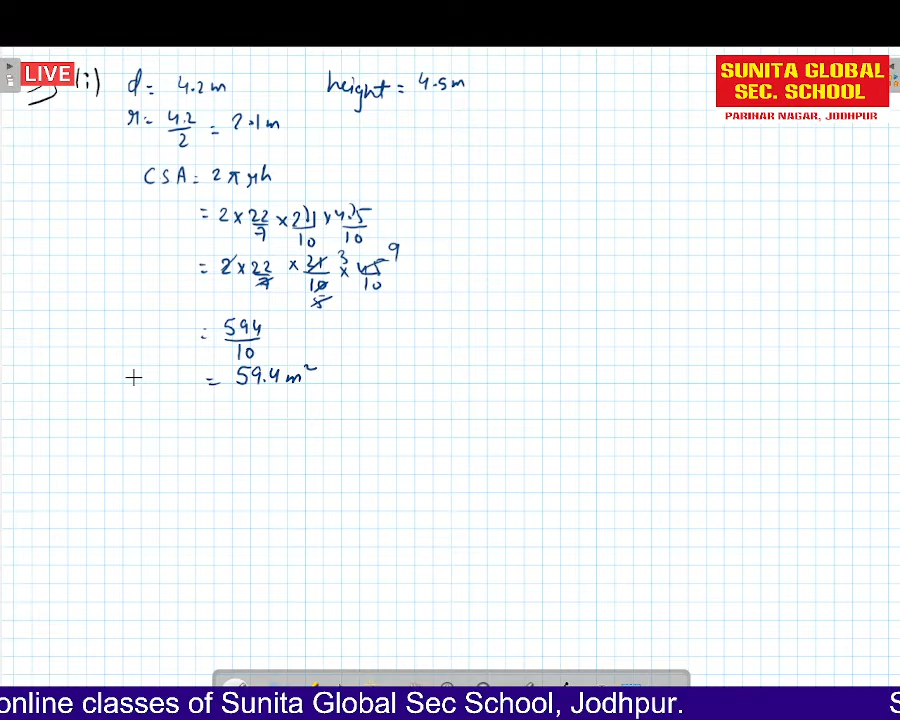 LIVE
(i) d = 4.2 m height = 4.5 m
SUNITA GLOBAL
SEC. SCHOOL
PARIHAR NAGAR, JODHPUR
r = 4.2/2 = 2.1 m
CSA = 2 π r h
= 2 × 22/7 × 21/10 × 45/10
= 2 × 22/7 × 21/10 3 5 × 45/10 9
= 594/10
= 59.4 m²
online classes of Sunita Global Sec School, Jodhpur. S